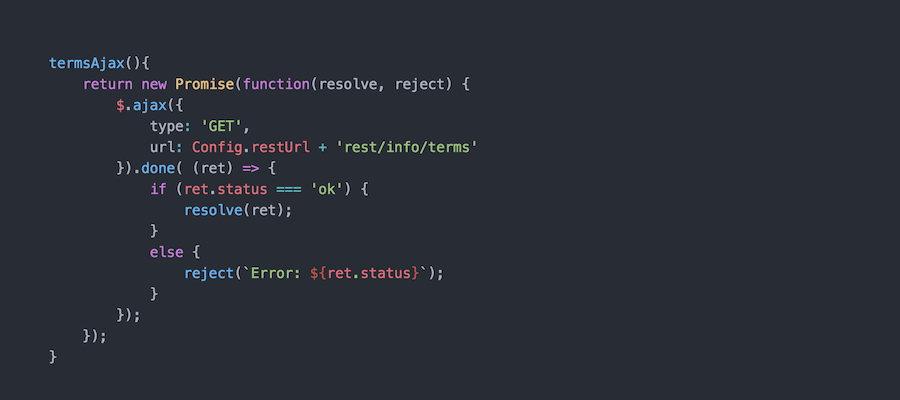 termsAjax(){
    return new Promise(function(resolve, reject) {
        $.ajax({
            type: 'GET',
            url: Config.restUrl + 'rest/info/terms'
        }).done( (ret) => {
            if (ret.status === 'ok') {
                resolve(ret);
            }
            else {
                reject(`Error: ${ret.status}`);
            }
        });
    });
}